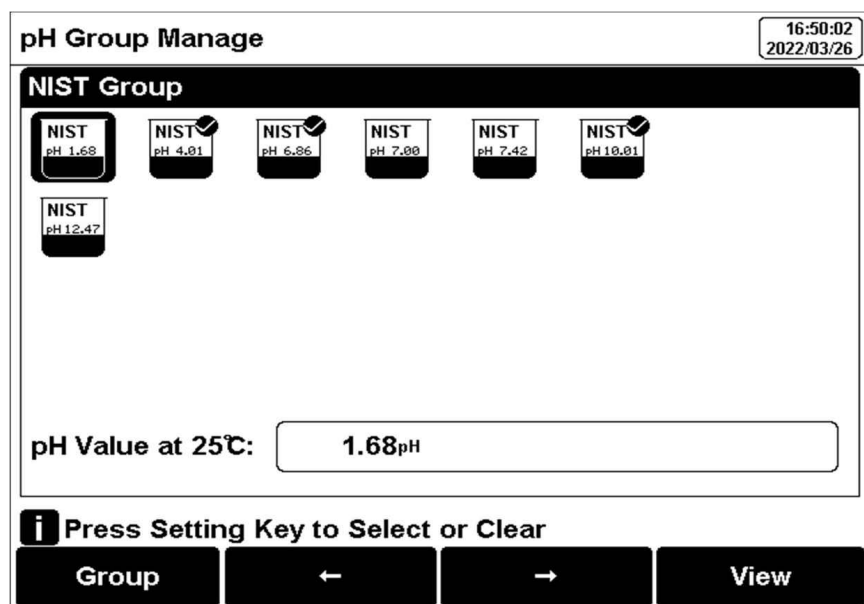 pH Group Manage
16:50:02
2022/03/26
NIST Group
NIST NIST NIST NIST NIST NIST
pH 1.68 pH 4.01 pH 6.86 pH 7.00 pH 7.42 pH 10.01
NIST
pH 12.47
pH Value at 25℃: 1.68pH
i Press Setting Key to Select or Clear
Group ← → View